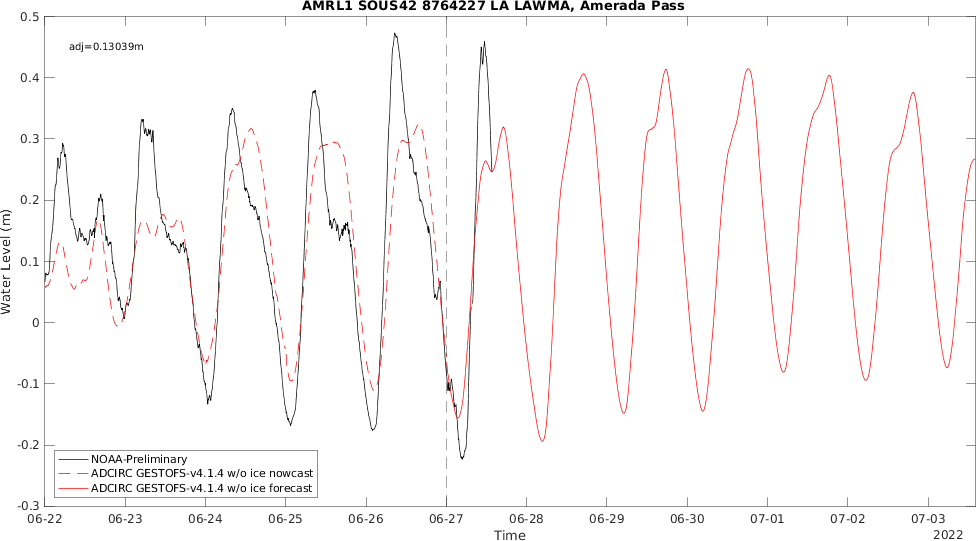 AMRL1 SOUS42 8764227 LA LAWMA, Amerada Pass
0.5
adj=0.13039m
0.4
0.3
0.2
0.1
0
-0.1
-0.2
-0.3
Water Level (m)
NOAA-Preliminary
ADCIRC GESTOFS-v4.1.4 w/o ice nowcast
ADCIRC GESTOFS-v4.1.4 w/o ice forecast
06-22 06-23 06-24 06-25 06-26 06-27 06-28 06-29 06-30 07-01 07-02 07-03
Time
2022